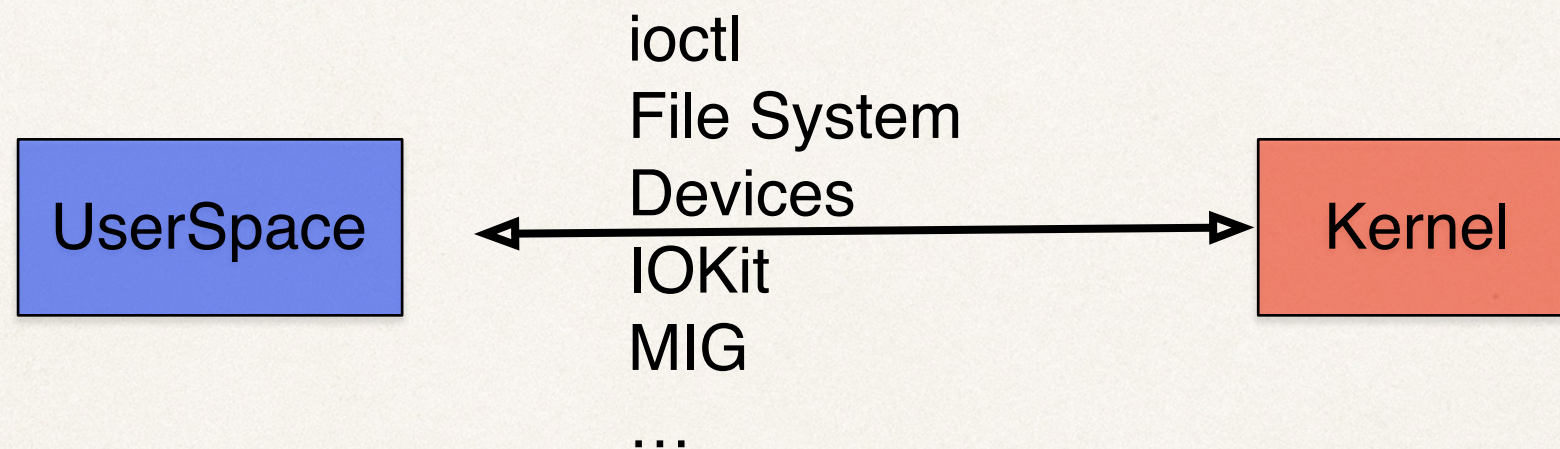 ioctl
File System
Devices
UserSpace
Kernel
IOKit
MIG
…